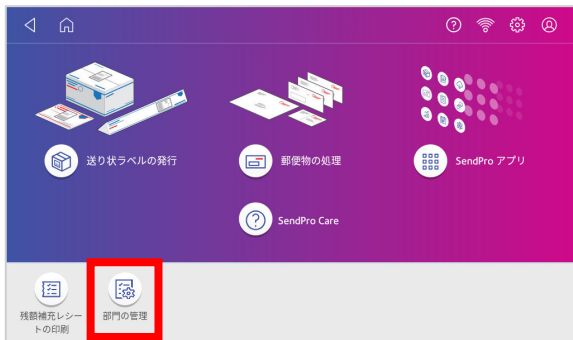 送り状ラベルの発行
郵便物の処理
SendPro アプリ
SendPro Care
残額補充レシー
トの印刷
部門の管理